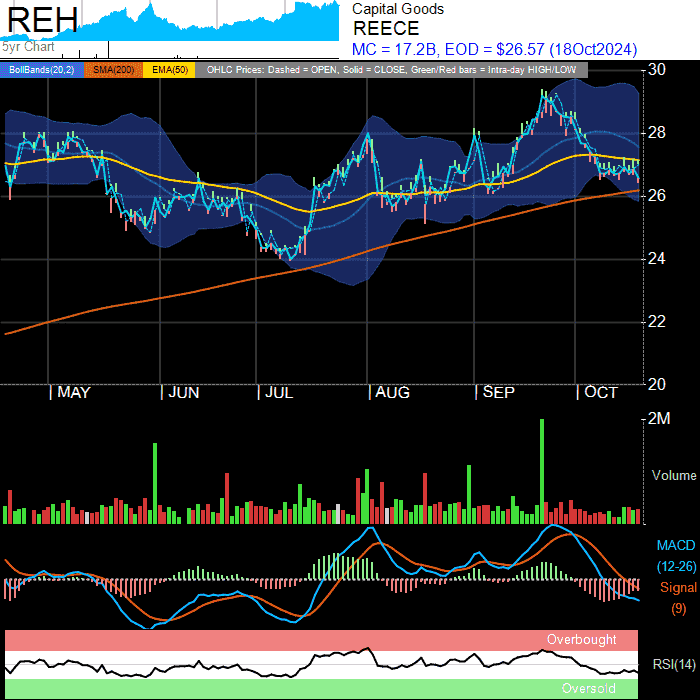 REH
Capital Goods
REECE
MC = 17.2B, EOD = $26.57 (18Oct2024)
5yr Chart
BollBands(20,2) SMA(200) EMA(50) OHLC Prices: Dashed = OPEN, Solid = CLOSE, Green/Red bars = Intra-day HIGH/LOW
30
28
26
24
22
20
MAY JUN JUL AUG SEP OCT
2M
Volume
MACD
(12-26)
Signal
(9)
Overbought
RSI(14)
Oversold